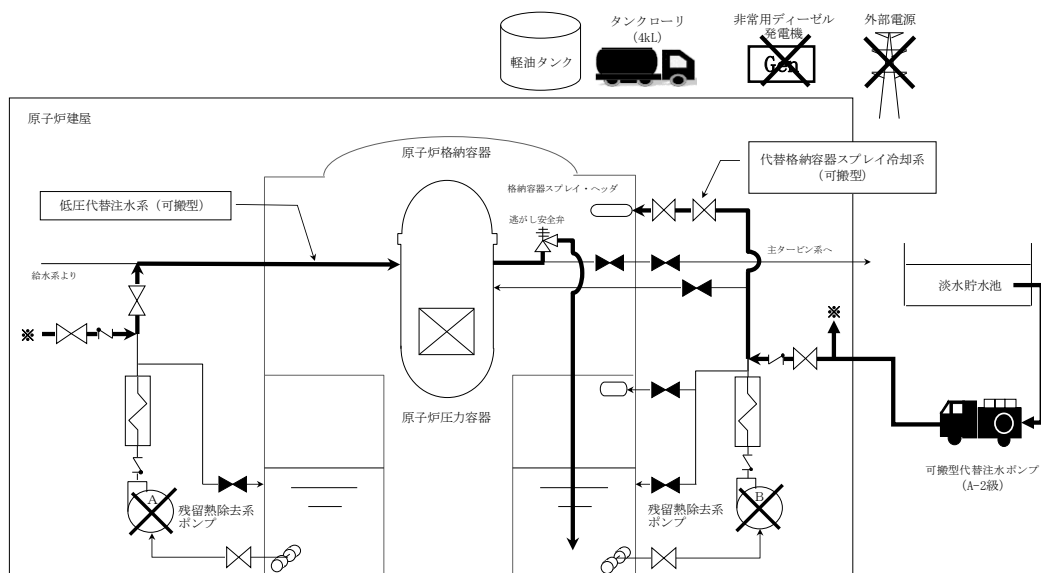 タンクローリ
(4kL)
非常用ディーゼル
発電機
外部電源
軽油タンク
Gen
原子炉建屋
原子炉格納容器
代替格納容器スプレイ冷却系
(可搬型)
低圧代替注水系(可搬型)
格納容器スプレイ・ヘッダ
逃がし安全弁
主タービン系へ
給水系より
淡水貯水池
※
※
原子炉圧力容器
可搬型代替注水ポンプ
(A-2級)
A
残留熱除去系
ポンプ
残留熱除去系
ポンプ
B